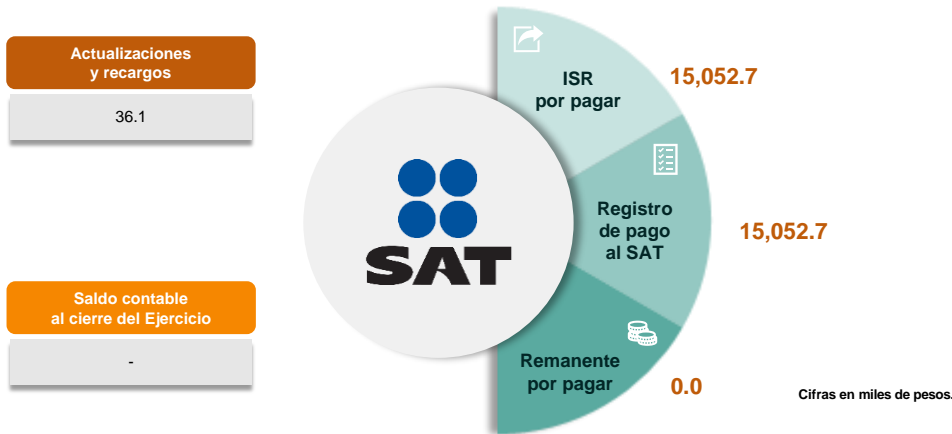 Actualizaciones
y recargos
36.1
Saldo contable
al cierre del Ejercicio
-
SAT
ISR
por pagar
15,052.7
Registro
de pago
al SAT
15,052.7
Remanente
por pagar
0.0
Cifras en miles de pesos.